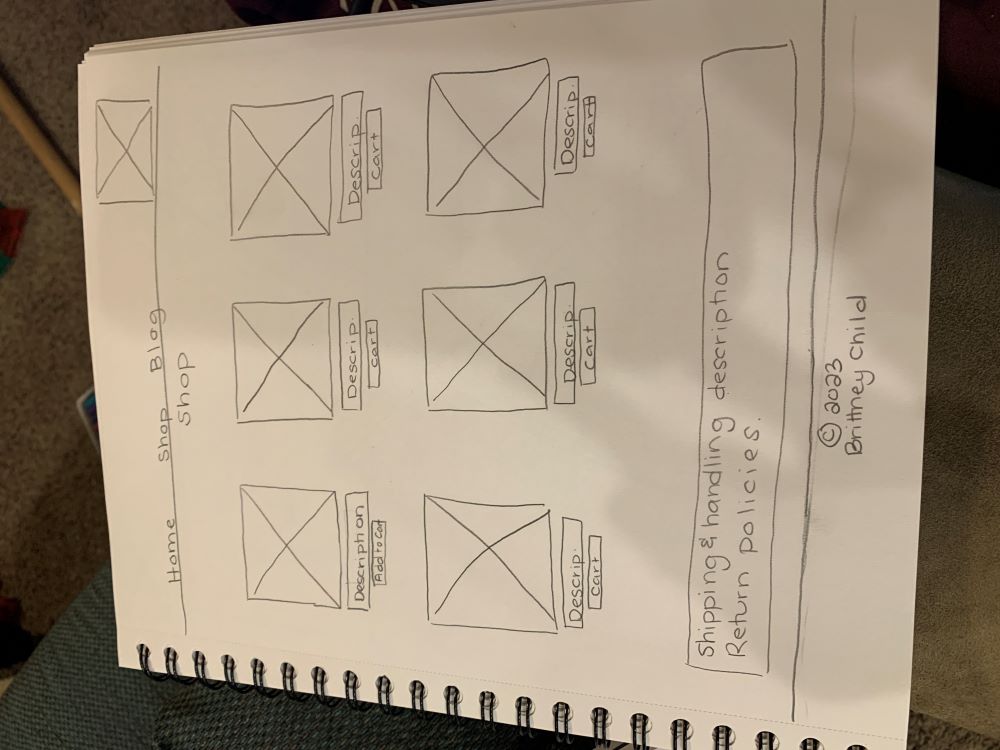 Home Shop Blog
Shop
Description Descrip. Descrip.
Add to Cart Cart Cart
Descrip. Descrip. Descrip.
Cart Cart Cart
Shipping & handling description
Return policies.
© 2023
Brittney Child